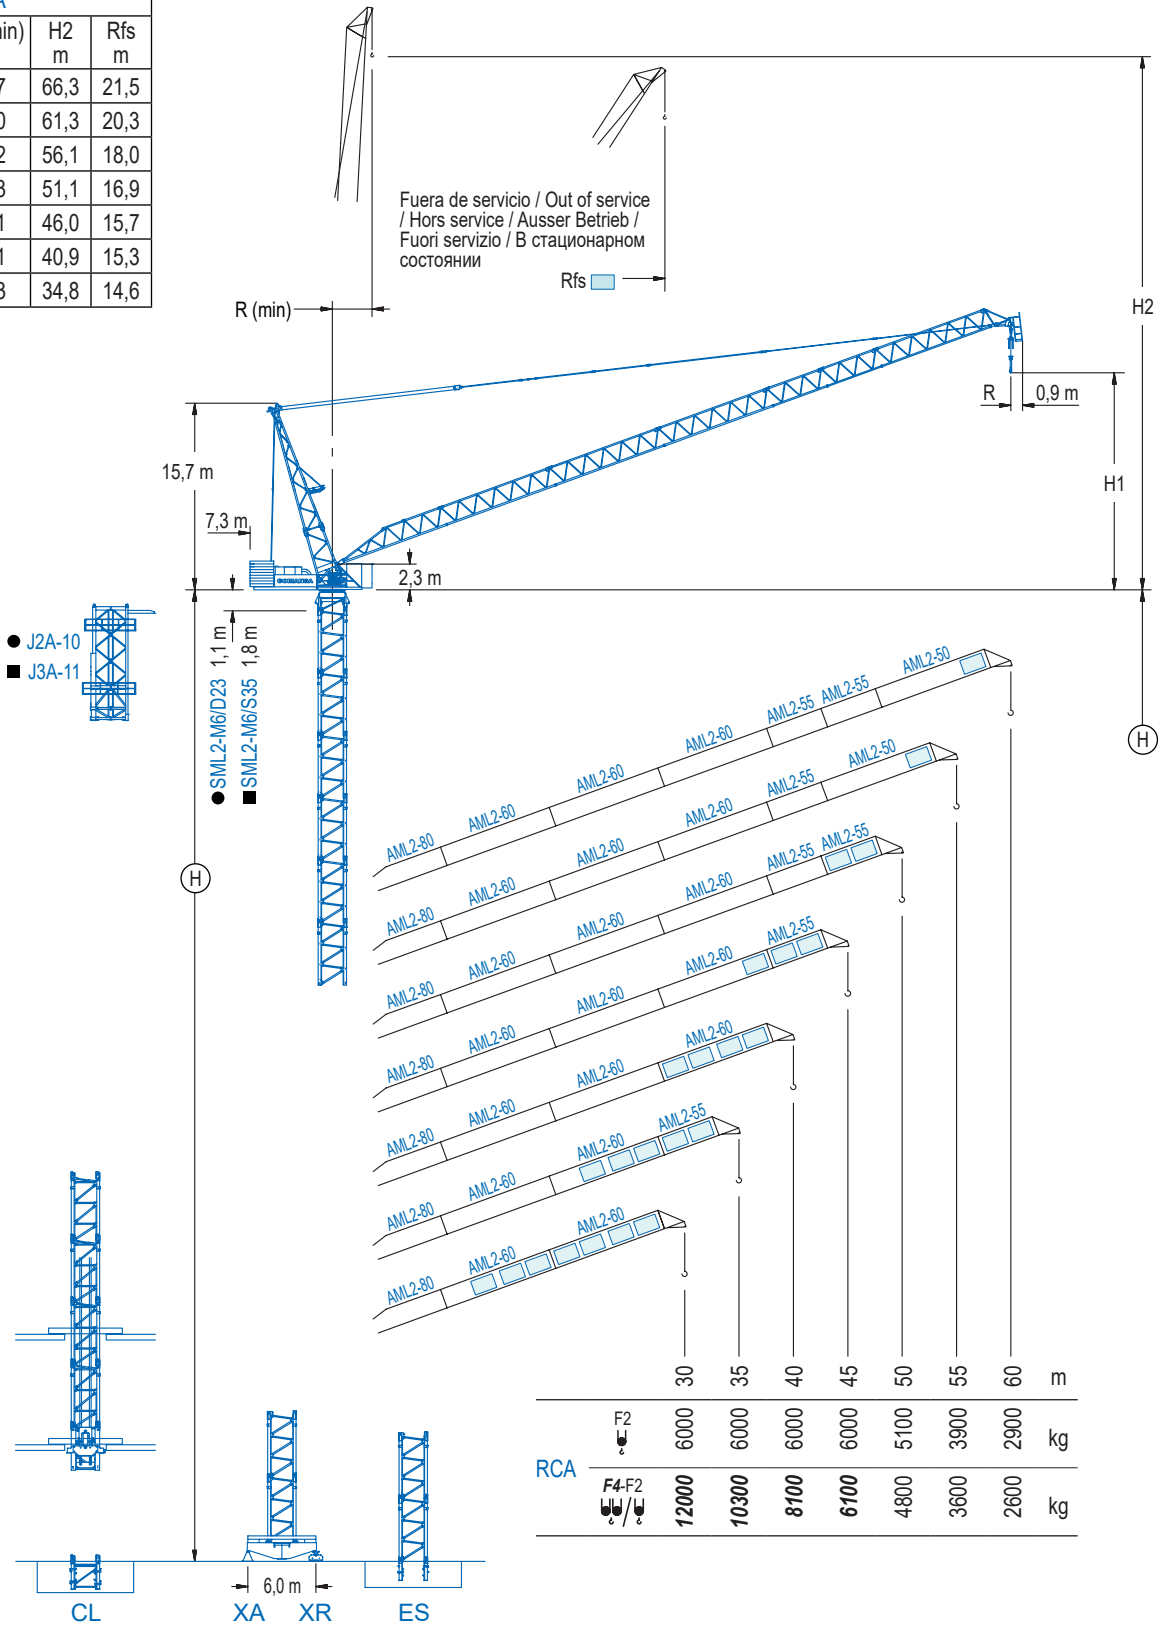 H2 Rfs
m m
66,3 21,5
61,3 20,3
56,1 18,0
51,1 16,9
46,0 15,7
40,9 15,3
34,8 14,6
Fuera de servicio / Out of service
/ Hors service / Ausser Betrieb /
Fuori servizio / В стационарном
состоянии
Rfs
R (min)
H2
R 0,9 m
H1
15,7 m
7,3 m
COMANSA
2,3 m
● J2A-10
■ J3A-11
● SML2-M6/D23 1,1 m
■ SML2-M6/S35 1,8 m
H
H
AML2-80 AML2-60 AML2-60 AML2-60 AML2-55 AML2-55 AML2-50
AML2-80 AML2-60 AML2-60 AML2-60 AML2-55 AML2-50
AML2-80 AML2-60 AML2-60 AML2-60 AML2-55 AML2-55
AML2-80 AML2-60 AML2-60 AML2-60 AML2-55
AML2-80 AML2-60 AML2-60 AML2-60
AML2-80 AML2-60 AML2-60 AML2-55
AML2-80 AML2-60 AML2-60
30 35 40 45 50 55 60 m
RCA
F2 6000 6000 6000 6000 5100 3900 2900 kg
F4-F2 12000 10300 8100 6100 4800 3600 2600 kg
6,0 m
CL XA XR ES